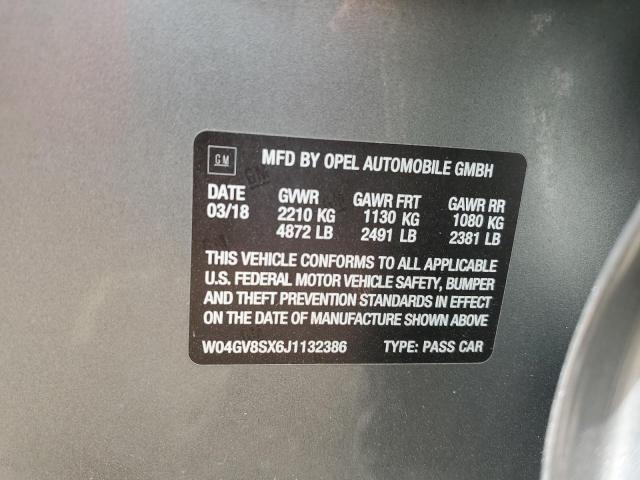 GM MFD BY OPEL AUTOMOBILE GMBH
DATE GVWR GAWR FRT GAWR RR
03/18 2210 KG 1130 KG 1080 KG
4872 LB 2491 LB 2381 LB
THIS VEHICLE CONFORMS TO ALL APPLICABLE
U.S. FEDERAL MOTOR VEHICLE SAFETY, BUMPER
AND THEFT PREVENTION STANDARDS IN EFFECT
ON THE DATE OF MANUFACTURE SHOWN ABOVE
W04GV8SX6J1132386 TYPE: PASS CAR